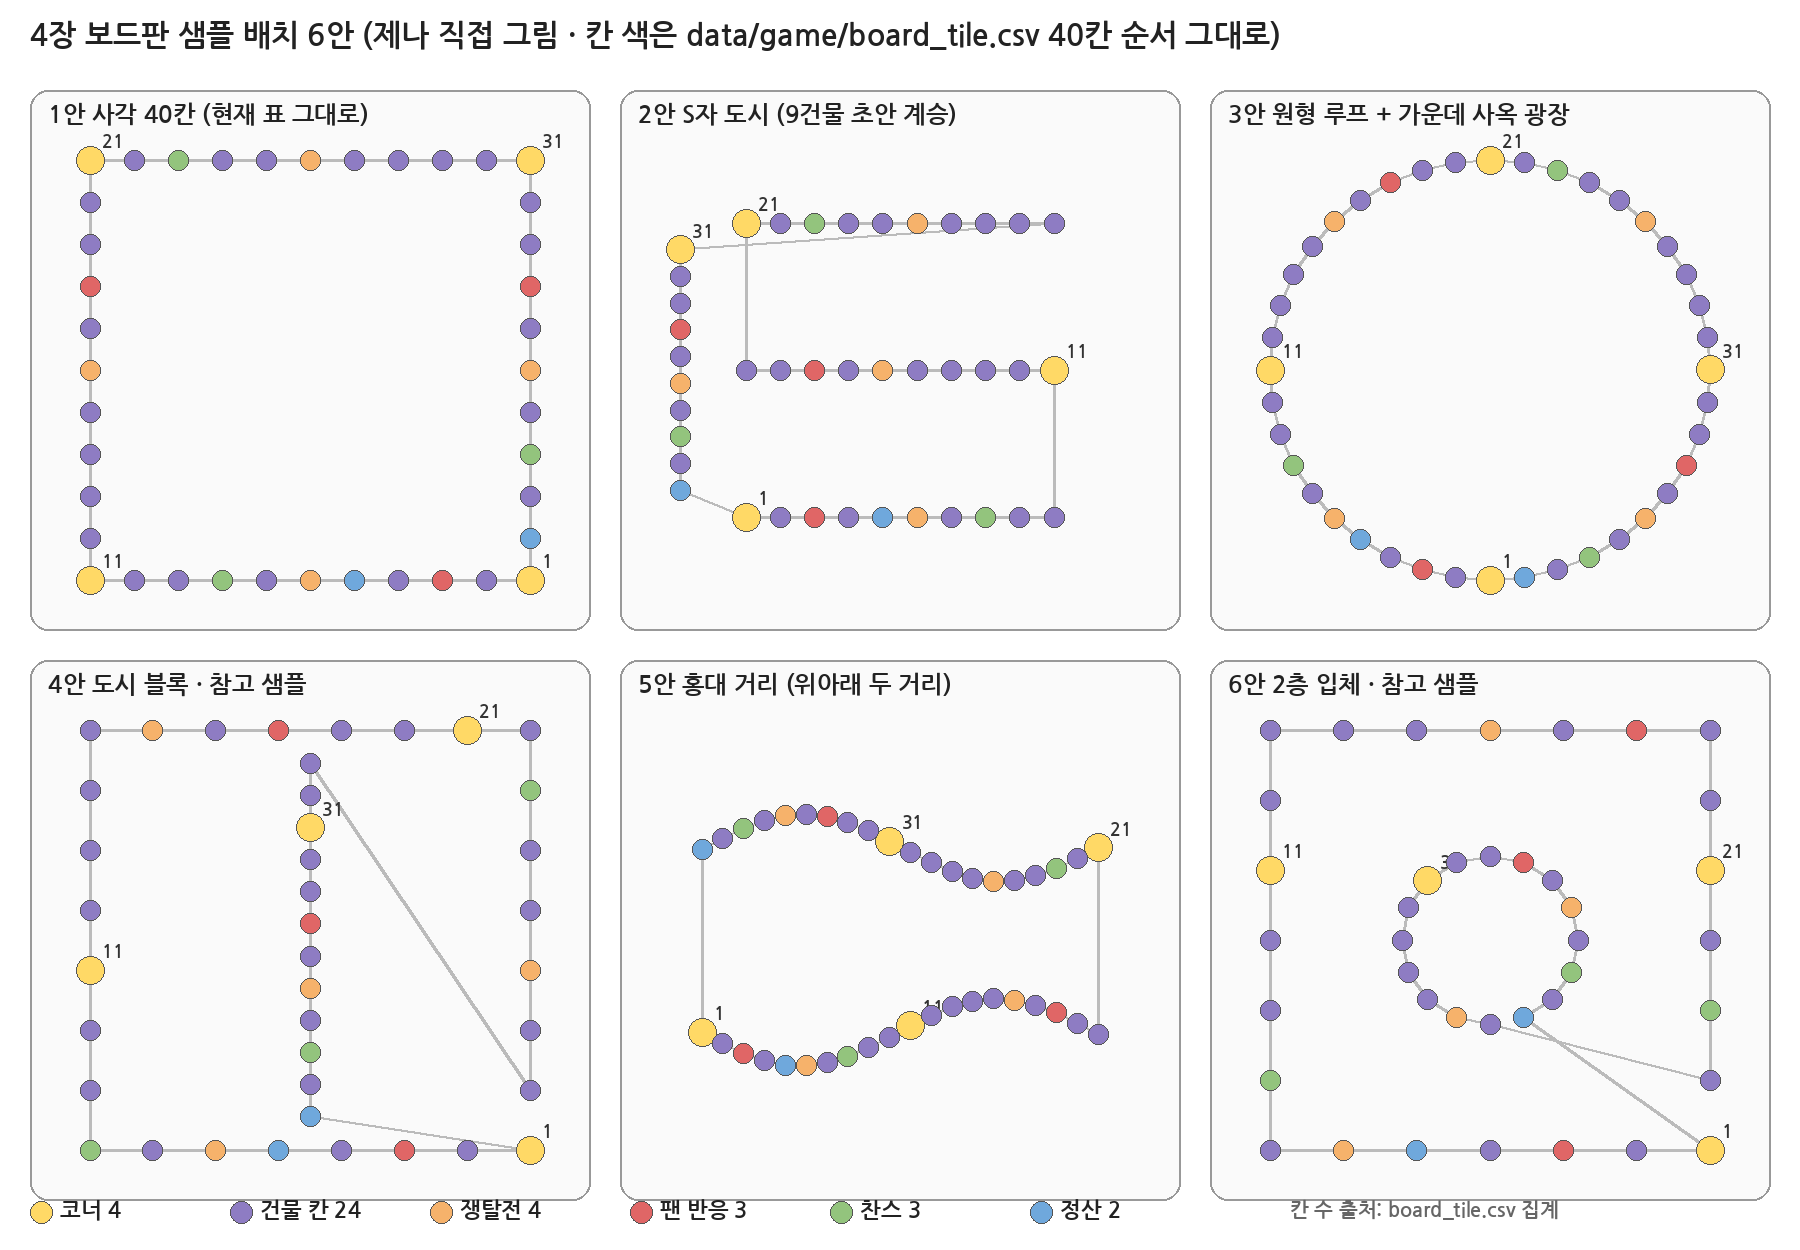 4장 보드판 샘플 배치 6안 (제나 직접 그림 · 칸 색은 data/game/board_tile.csv 40칸 순서 그대로)
1안 사각 40칸 (현재 표 그대로)
21
31
11
1
2안 S자 도시 (9건물 초안 계승)
21
31
11
1
3안 원형 루프 + 가운데 사옥 광장
21
11
31
1
4안 도시 블록 · 참고 샘플
21
31
11
1
5안 홍대 거리 (위아래 두 거리)
31
21
11
1
6안 2층 입체 · 참고 샘플
11
21
3
1
코너 4
건물 칸 24
쟁탈전 4
팬 반응 3
찬스 3
정산 2
칸 수 출처: board_tile.csv 집계